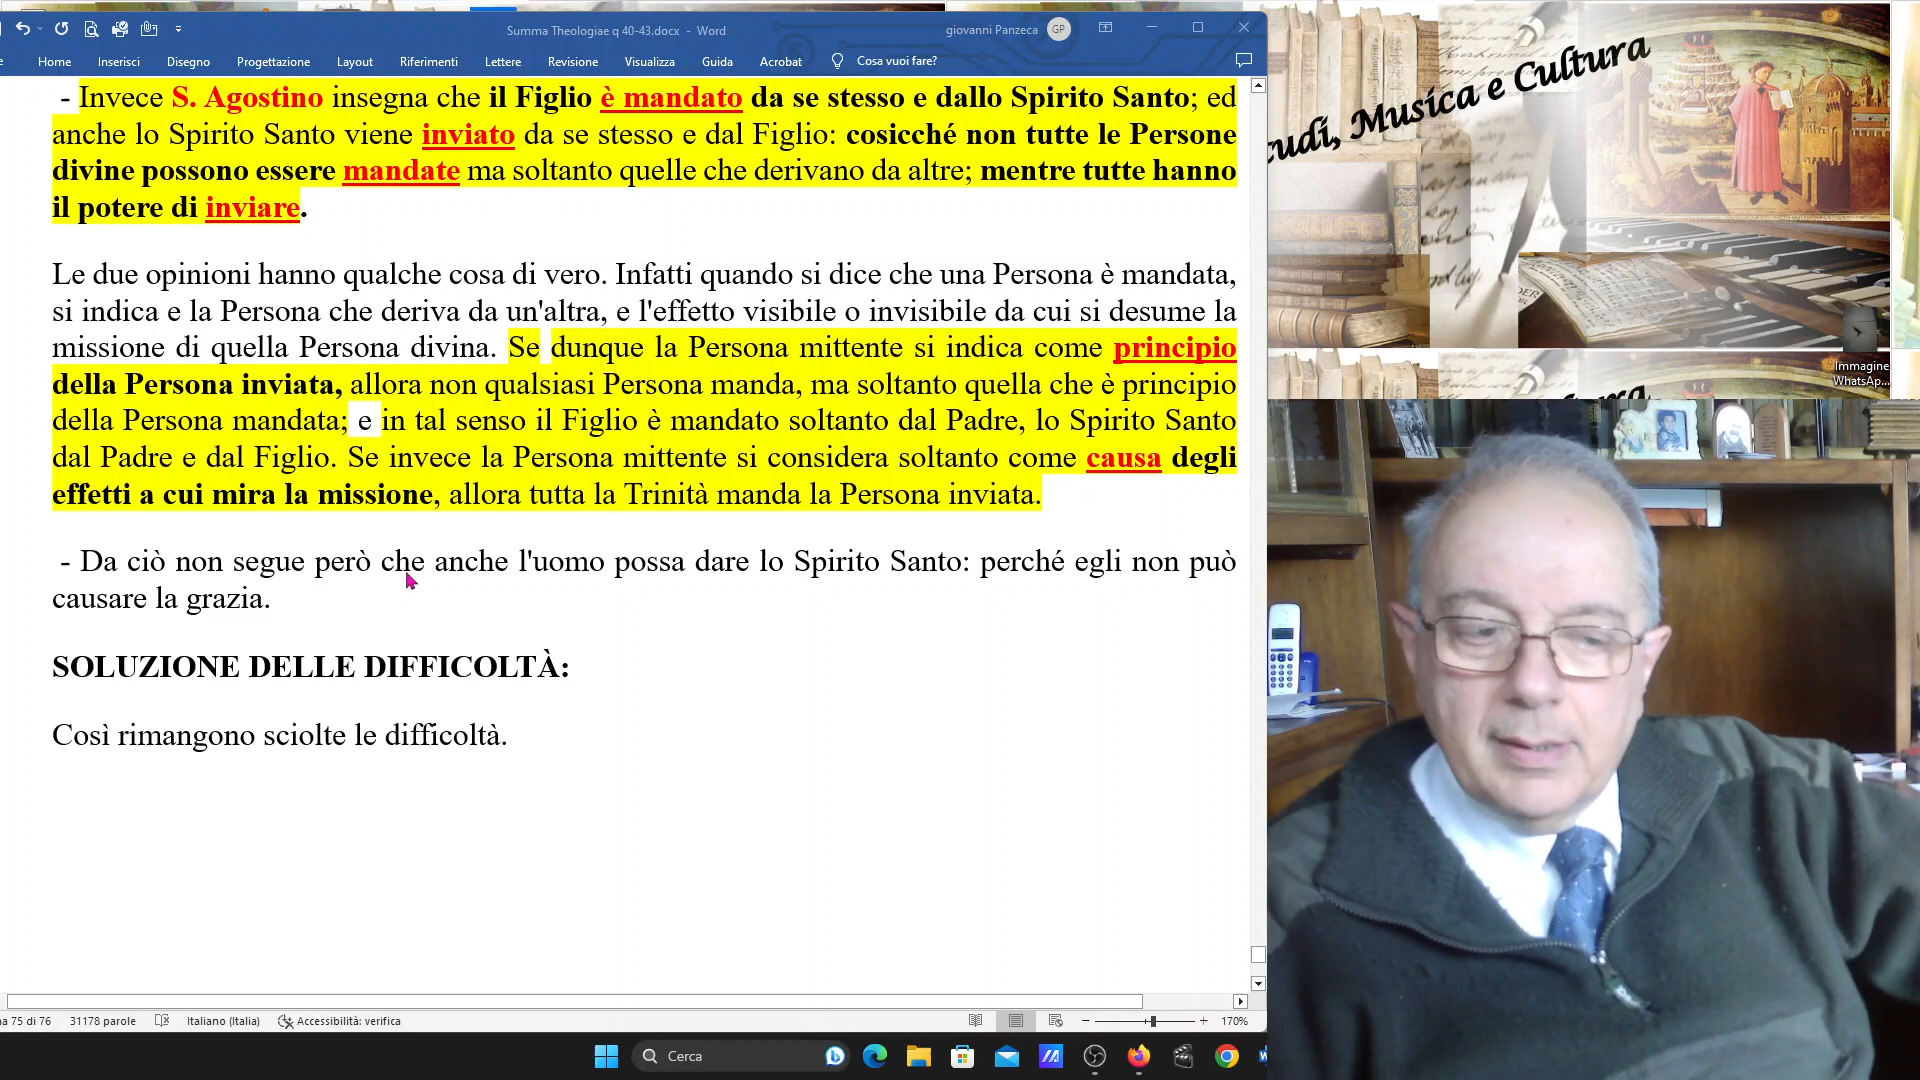 Summa Theologiae q 40-43.docx - Word
giovanni Panzeca
GP
Home Inserisci Disegno Progettazione Layout Riferimenti Lettere Revisione Visualizza Guida Acrobat Cosa vuoi fare?
- Invece S. Agostino insegna che il Figlio è mandato da se stesso e dallo Spirito Santo; ed
anche lo Spirito Santo viene inviato da se stesso e dal Figlio: cosicché non tutte le Persone
divine possono essere mandate ma soltanto quelle che derivano da altre; mentre tutte hanno
il potere di inviare.
Le due opinioni hanno qualche cosa di vero. Infatti quando si dice che una Persona è mandata,
si indica e la Persona che deriva da un'altra, e l'effetto visibile o invisibile da cui si desume la
missione di quella Persona divina. Se dunque la Persona mittente si indica come principio
della Persona inviata, allora non qualsiasi Persona manda, ma soltanto quella che è principio
della Persona mandata; e in tal senso il Figlio è mandato soltanto dal Padre, lo Spirito Santo
dal Padre e dal Figlio. Se invece la Persona mittente si considera soltanto come causa degli
effetti a cui mira la missione, allora tutta la Trinità manda la Persona inviata.
- Da ciò non segue però che anche l'uomo possa dare lo Spirito Santo: perché egli non può
causare la grazia.
SOLUZIONE DELLE DIFFICOLTÀ:
Così rimangono sciolte le difficoltà.
a 75 di 76 31178 parole Italiano (Italia) Accessibilità: verifica
170%
Cerca
tudi, Musica e Cultura
Immagine
WhatsAp...